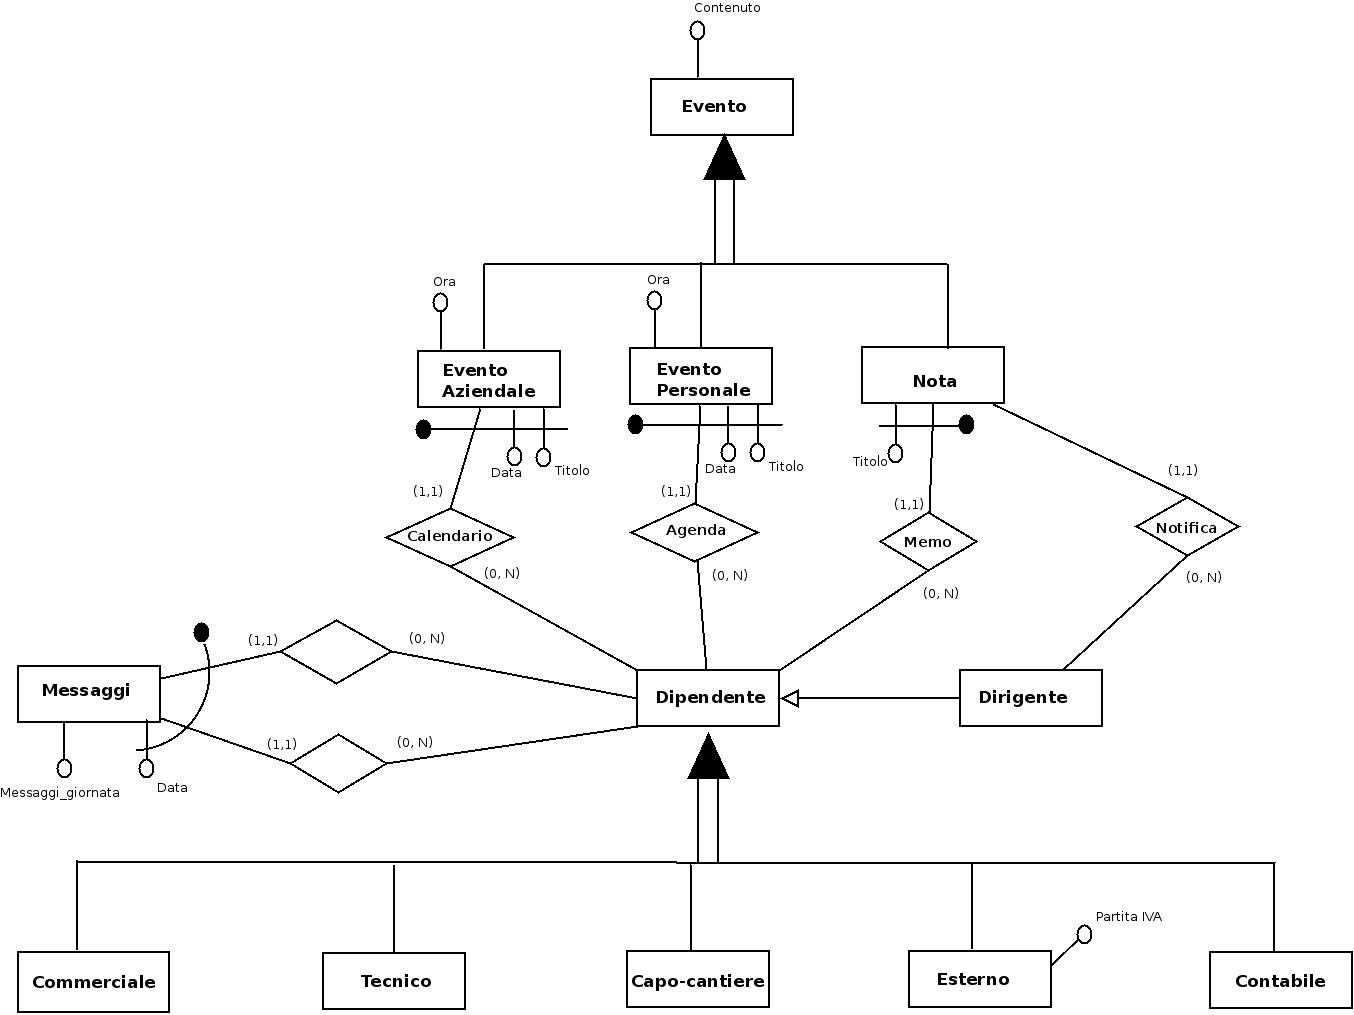 Contenuto
Evento
Ora
Ora
Evento
Aziendale
Evento
Personale
Nota
Data
Titolo
Data
Titolo
Titolo
(1,1)
(1,1)
(1,1)
(1,1)
Calendario
Agenda
Memo
Notifica
(0, N)
(0, N)
(0, N)
(0, N)
(1,1)
(0, N)
Messaggi
Dipendente
Dirigente
(1,1)
(0, N)
Messaggi_giornata
Data
Partita IVA
Commerciale
Tecnico
Capo-cantiere
Esterno
Contabile